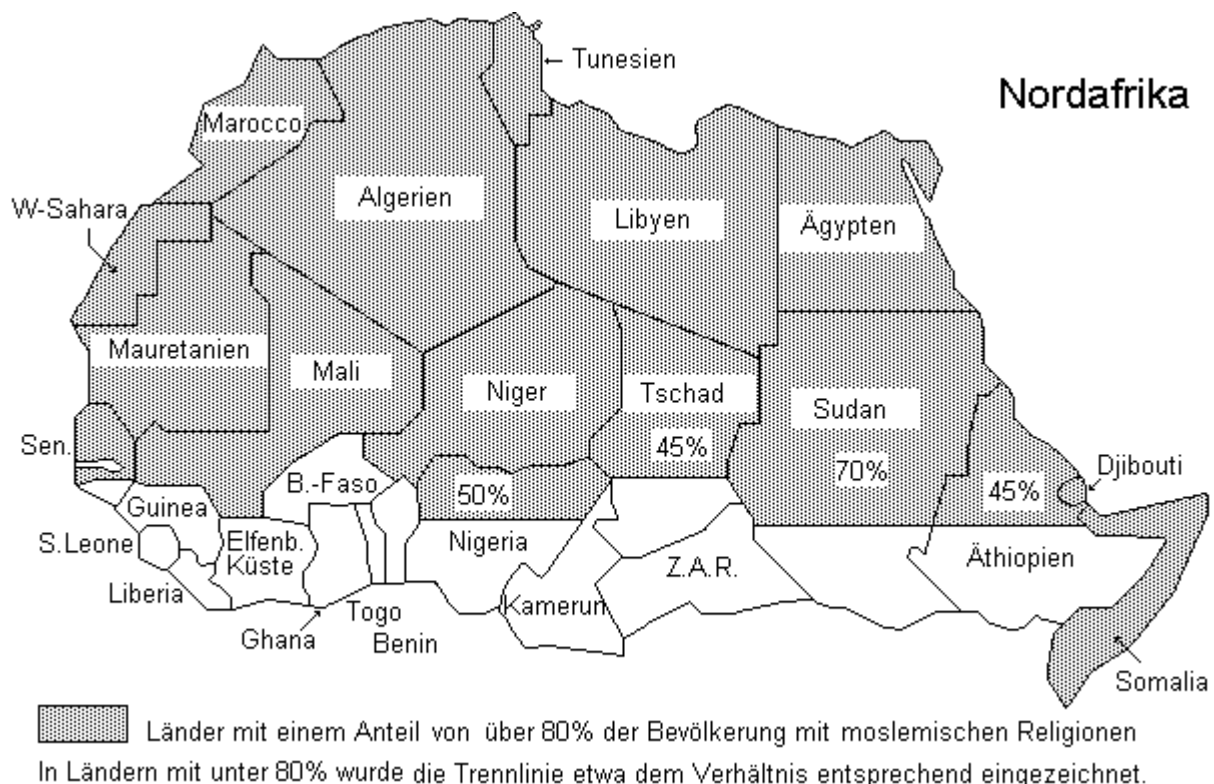 Nordafrika
Tunesien
Marocco
W-Sahara
Algerien
Libyen
Ägypten
Mauretanien
Mali
Niger
Tschad
45%
Sudan
70%
45%
Djibouti
Sen.
Guinea
B.-Faso
50%
S.Leone
Elfenb.
Küste
Nigeria
Z.A.R.
Äthiopien
Liberia
Ghana
Togo
Benin
Kamerun
Somalia
Länder mit einem Anteil von über 80% der Bevölkerung mit moslemischen Religionen
In Ländern mit unter 80% wurde die Trennlinie etwa dem Verhältnis entsprechend eingezeichnet.